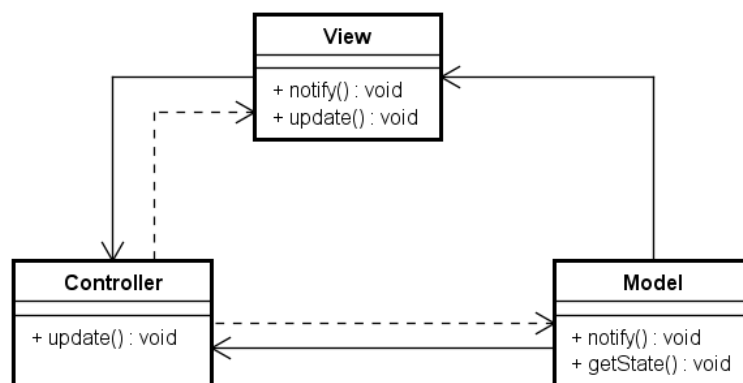 View
+ notify() : void
+ update() : void
Controller
+ update() : void
Model
+ notify() : void
+ getState() : void